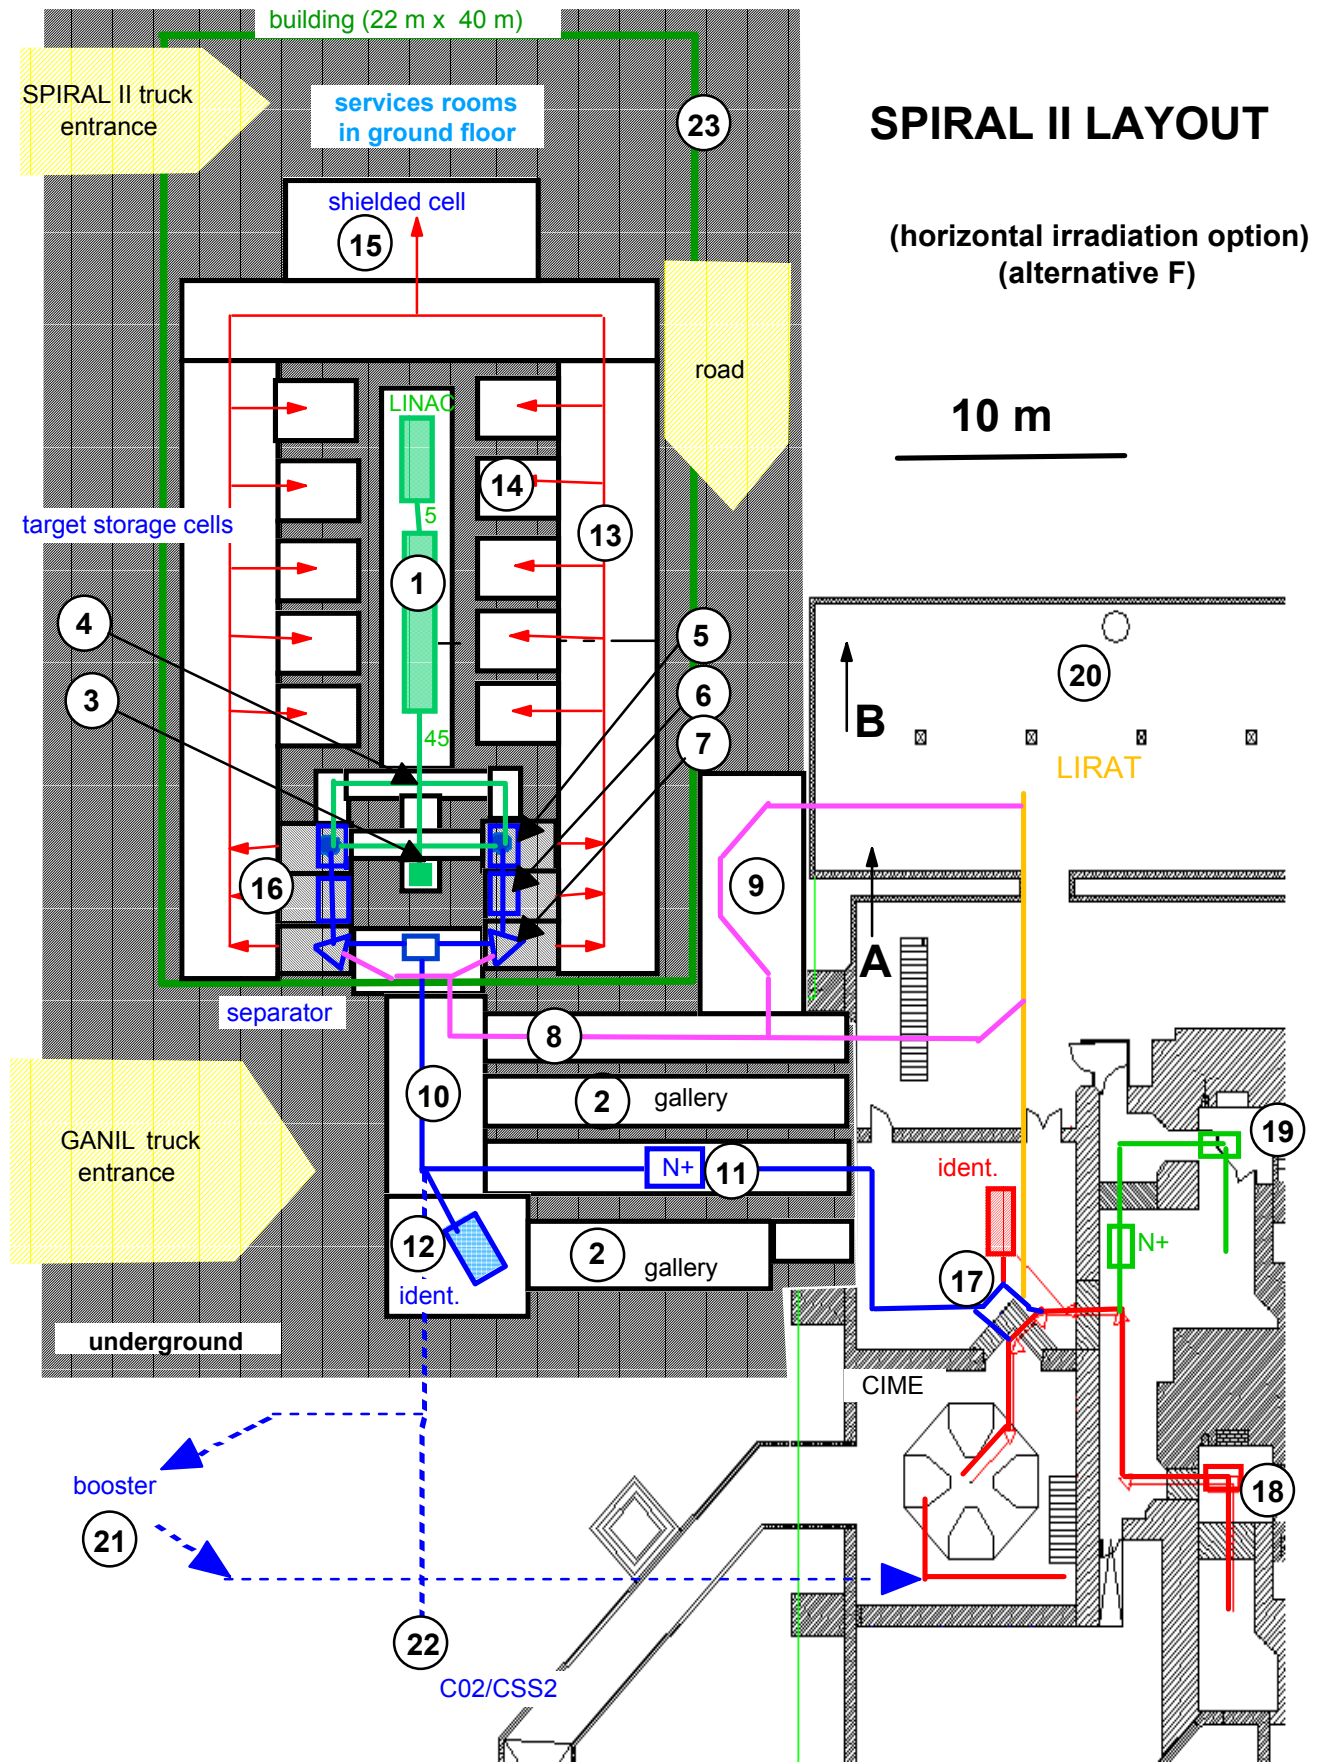 building (22 m x 40 m)
SPIRAL II truck
entrance
services rooms
in ground floor
23
SPIRAL II LAYOUT
shielded cell
15
(horizontal irradiation option)
(alternative F)
road
LINAC
10 m
14
5
target storage cells
13
1
4
5
20
3
6
B
7
45
LIRAT
16
9
A
separator
8
10
2
gallery
GANIL truck
entrance
N+
11
ident.
19
12
2
gallery
N+
17
ident.
underground
CIME
booster
18
21
22
C02/CSS2